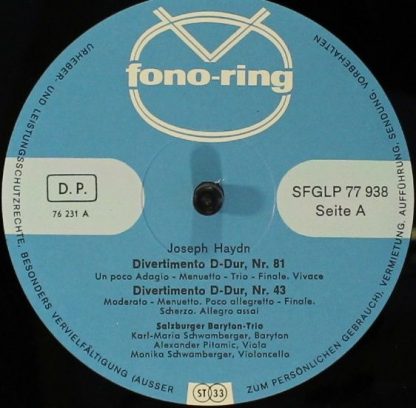 fono-ring
D. P.
76 231 A
SFGLP 77 938
Seite A
Joseph Haydn
Divertimento D-Dur, Nr. 81
Un poco Adagio - Menuetto - Trio - Finale. Vivace
Divertimento D-Dur, Nr. 43
Moderato - Menuetto. Poco allegretto - Finale.
Scherzo. Allegro assai
Salzburger Baryton-Trio
Karl-Maria Schwamberger, Baryton
Alexander Pitamic, Viola
Monika Schwamberger, Violoncello
ST 33
URHEBER- UND LEISTUNGSSCHUTZRECHTE, BESONDERS VERVIELFÄLTIGUNG (AUSSER ZUM PERSÖNLICHEN GEBRAUCH), VERMIETUNG, AUFFÜHRUNG, SENDUNG, VORBEHALTEN